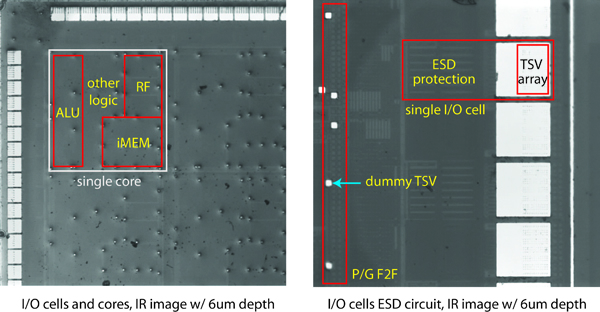 ALU
other
logic
RF
iMEM
single core
I/O cells and cores, IR image w/ 6um depth
ESD
protection
TSV
array
single I/O cell
dummy TSV
P/G F2F
I/O cells ESD circuit, IR image w/ 6um depth